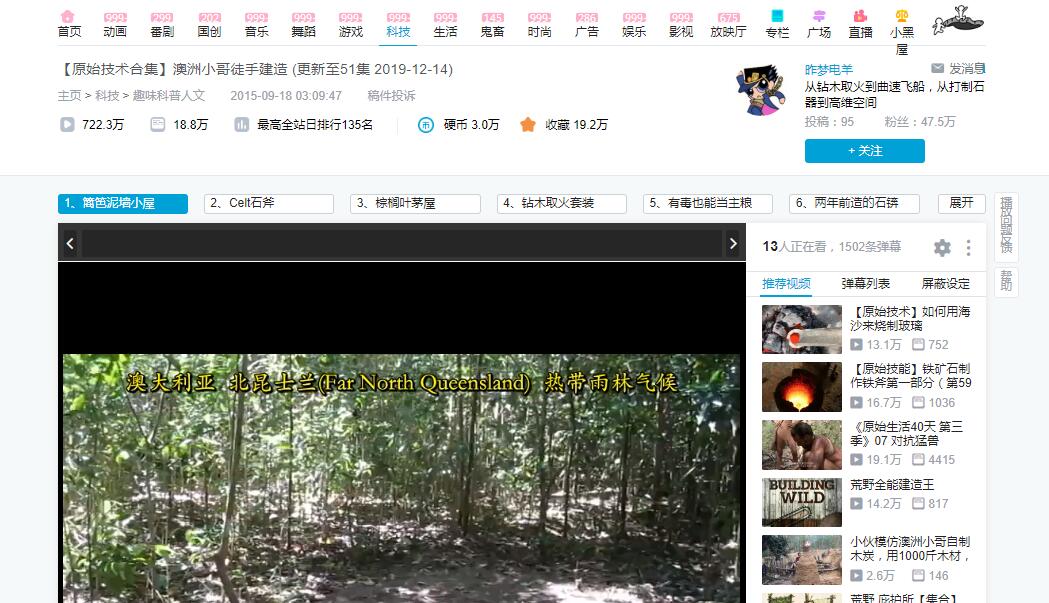 999 299 202 999 999 999 999 999 145 999 286 999 999 675
首页 动画 番剧 国创 音乐 舞蹈 游戏 科技 生活 鬼畜 时尚 广告 娱乐 影视 放映厅 专栏 广场 直播 小黑屋
【原始技术合集】澳洲小哥徒手建造 (更新至51集 2019-12-14)
主页 > 科技 > 趣味科普人文 2015-09-18 03:09:47 稿件投诉
722.3万 18.8万 最高全站日排行135名 币 硬币 3.0万 收藏 19.2万
昨梦电羊 发消息
从钻木取火到曲速飞船，从打制石
器到高维空间
投稿：95 粉丝：47.5万
+ 关注
1、篱笆泥墙小屋 2、Celt石斧 3、棕榈叶茅屋 4、钻木取火套装 5、有毒也能当主粮 6、两年前造的石锛 展开
播放问题反馈
帮助
13人正在看，1502条弹幕
推荐视频 弹幕列表 屏蔽设定
澳大利亚 北昆士兰(Far North Queensland) 热带雨林气候
【原始技术】如何用海
沙来烧制玻璃
13.1万 752
【原始技能】铁矿石制
作铁斧第一部分（第59
16.7万 1036
《原始生活40天 第三
季》07 对抗猛兽
19.1万 4415
BUILDING
WILD
荒野全能建造王
14.2万 817
小伙模仿澳洲小哥自制
木炭，用1000斤木材，
2.6万 146
荒野 庇护所【集合】